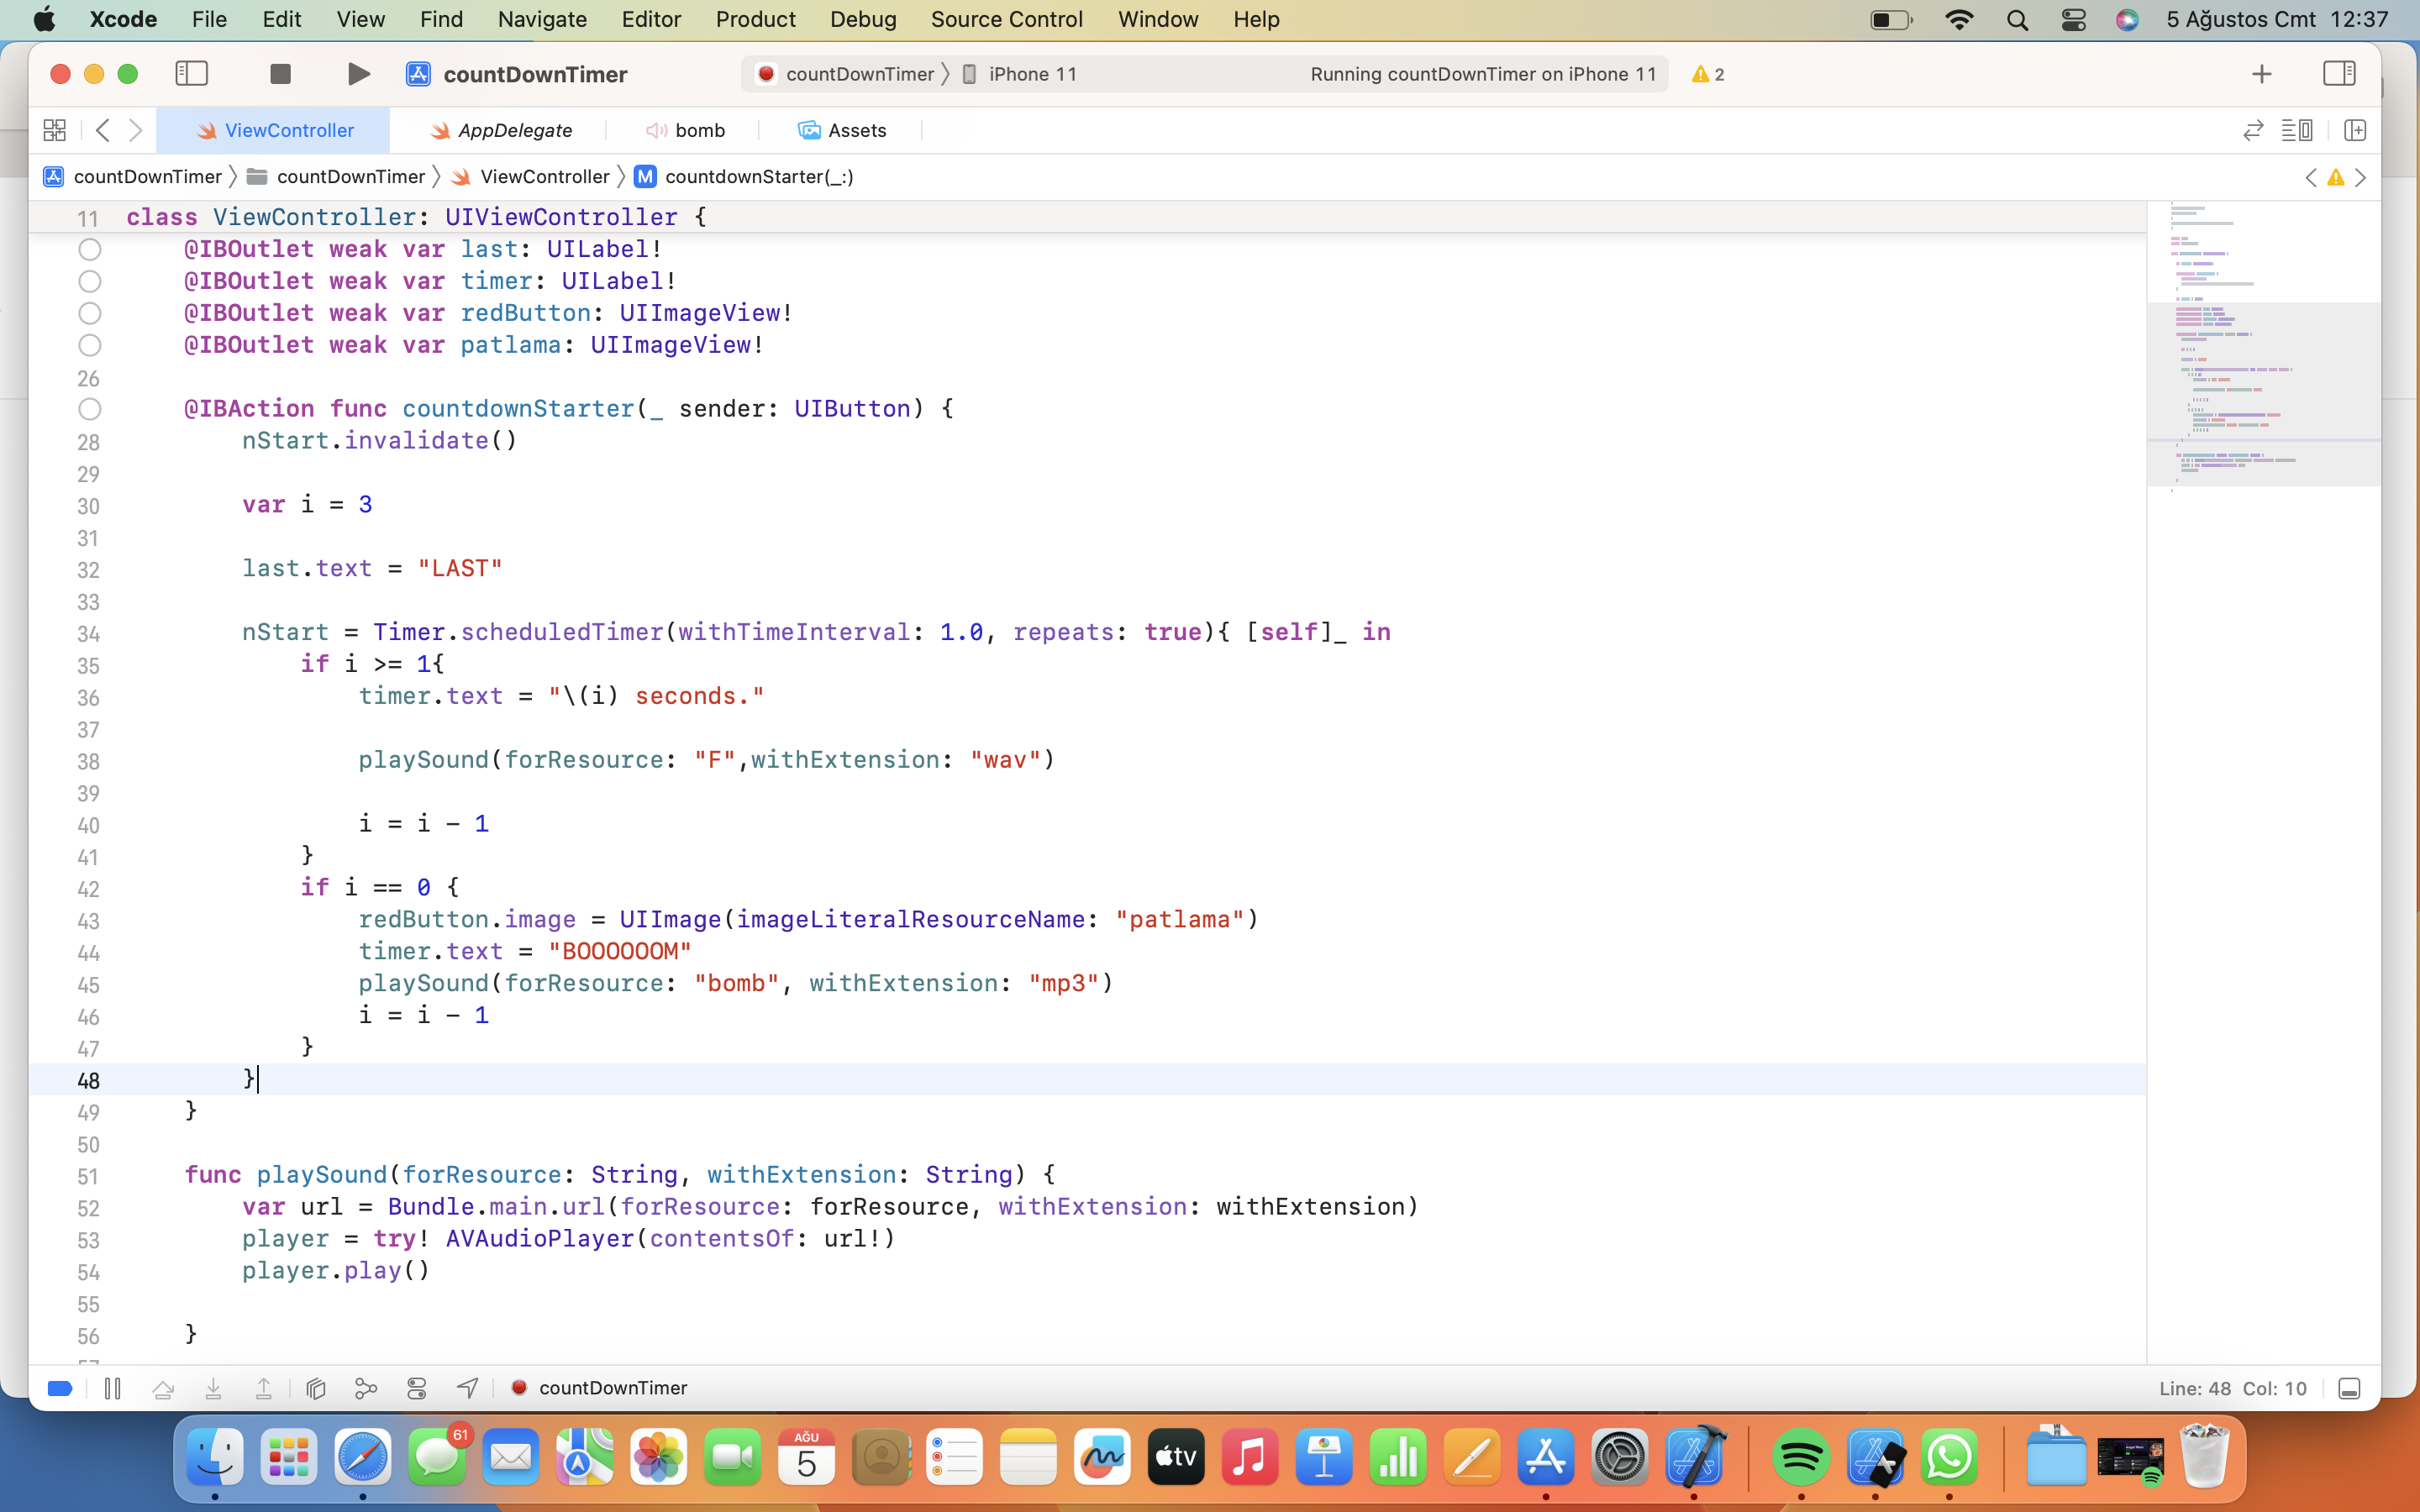 Xcode File Edit View Find Navigate Editor Product Debug Source Control Window Help 5 Ağustos Cmt 12:37
countDownTimer countDownTimer iPhone 11 Running countDownTimer on iPhone 11 2
ViewController AppDelegate bomb Assets
countDownTimer countDownTimer ViewController M countdownStarter(_:)
11 class ViewController: UIViewController {
@IBOutlet weak var last: UILabel!
@IBOutlet weak var timer: UILabel!
@IBOutlet weak var redButton: UIImageView!
@IBOutlet weak var patlama: UIImageView!
26
@IBAction func countdownStarter(_ sender: UIButton) {
28 nStart.invalidate()
29
30 var i = 3
31
32 last.text = "LAST"
33
34 nStart = Timer.scheduledTimer(withTimeInterval: 1.0, repeats: true){ [self]_ in
35 if i >= 1{
36 timer.text = "\(i) seconds."
37
38 playSound(forResource: "F",withExtension: "wav")
39
40 i = i - 1
41 }
42 if i == 0 {
43 redButton.image = UIImage(imageLiteralResourceName: "patlama")
44 timer.text = "BOOOOOOM"
45 playSound(forResource: "bomb", withExtension: "mp3")
46 i = i - 1
47 }
48 }
49 }
50
51 func playSound(forResource: String, withExtension: String) {
52 var url = Bundle.main.url(forResource: forResource, withExtension: withExtension)
53 player = try! AVAudioPlayer(contentsOf: url!)
54 player.play()
55
56 }
countDownTimer Line: 48 Col: 10
61
AĞU
5
tv